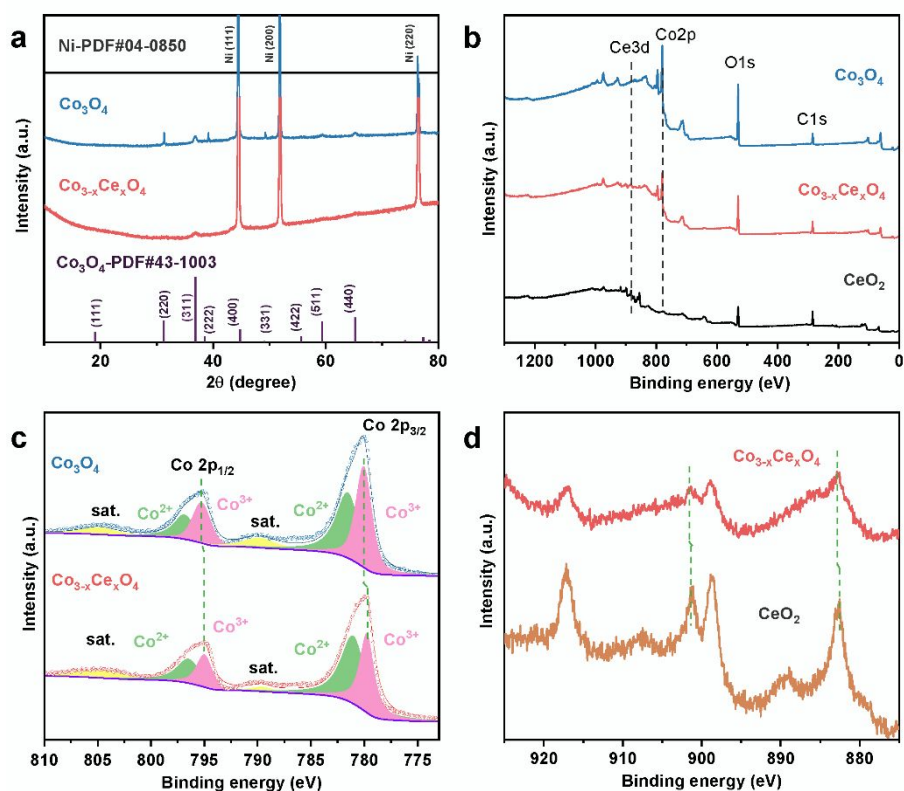 a
Ni-PDF#04-0850
Ni (111)
Ni (200)
Ni (220)
Co₃O₄
Co₃₋ₓCeₓO₄
Co₃O₄-PDF#43-1003
(111)
(220)
(311)
(222)
(400)
(331)
(422)
(511)
(440)
20 40 60 80
2θ (degree)
Intensity (a.u.)
b
Ce3d
Co2p
O1s
C1s
Co₃O₄
Co₃₋ₓCeₓO₄
CeO₂
1200 1000 800 600 400 200 0
Binding energy (eV)
Intensity (a.u.)
c
Co₃O₄
Co 2p₁/₂
Co 2p₃/₂
sat.
Co²⁺
Co³⁺
sat.
Co²⁺
Co³⁺
Co₃₋ₓCeₓO₄
sat.
Co²⁺
Co³⁺
sat.
Co²⁺
Co³⁺
810 805 800 795 790 785 780 775
Binding energy (eV)
Intensity (a.u.)
d
Co₃₋ₓCeₓO₄
CeO₂
920 910 900 890 880
Binding energy (eV)
Intensity (a.u.)